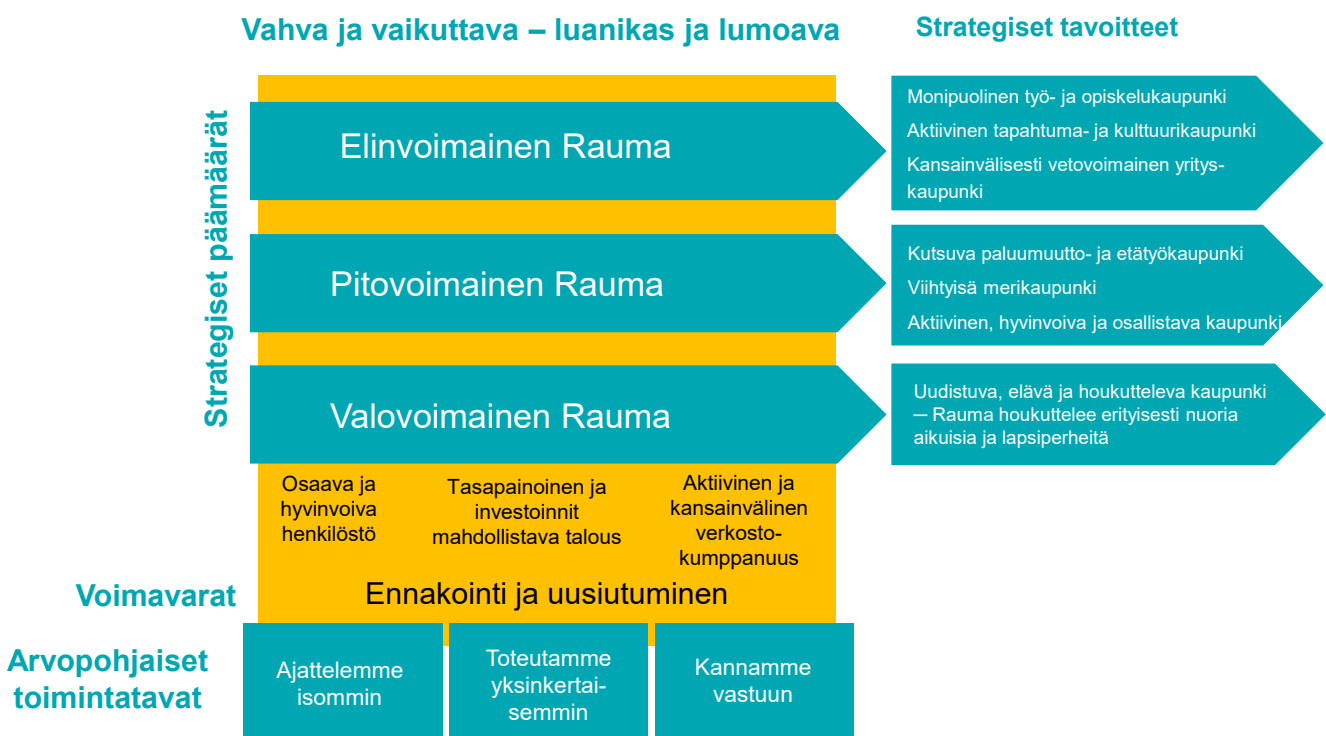 Vahva ja vaikuttava – luanikas ja lumoava
Strategiset tavoitteet
Strategiset päämäärät
Elinvoimainen Rauma
Monipuolinen työ- ja opiskelukaupunki
Aktiivinen tapahtuma- ja kulttuurikaupunki
Kansainvälisesti vetovoimainen yritys-
kaupunki
Pitovoimainen Rauma
Kutsuva paluumuutto- ja etätyökaupunki
Viihtyisä merikaupunki
Aktiivinen, hyvinvoiva ja osallistava kaupunki
Valovoimainen Rauma
Uudistuva, elävä ja houkutteleva kaupunki
— Rauma houkuttelee erityisesti nuoria
aikuisia ja lapsiperheitä
Osaava ja
hyvinvoiva
henkilöstö
Tasapainoinen ja
investoinnit
mahdollistava talous
Aktiivinen ja
kansainvälinen
verkosto-
kumppanuus
Voimavarat
Ennakointi ja uusiutuminen
Arvopohjaiset
toimintatavat
Ajattelemme
isommin
Toteutamme
yksinkertai-
semmin
Kannamme
vastuun